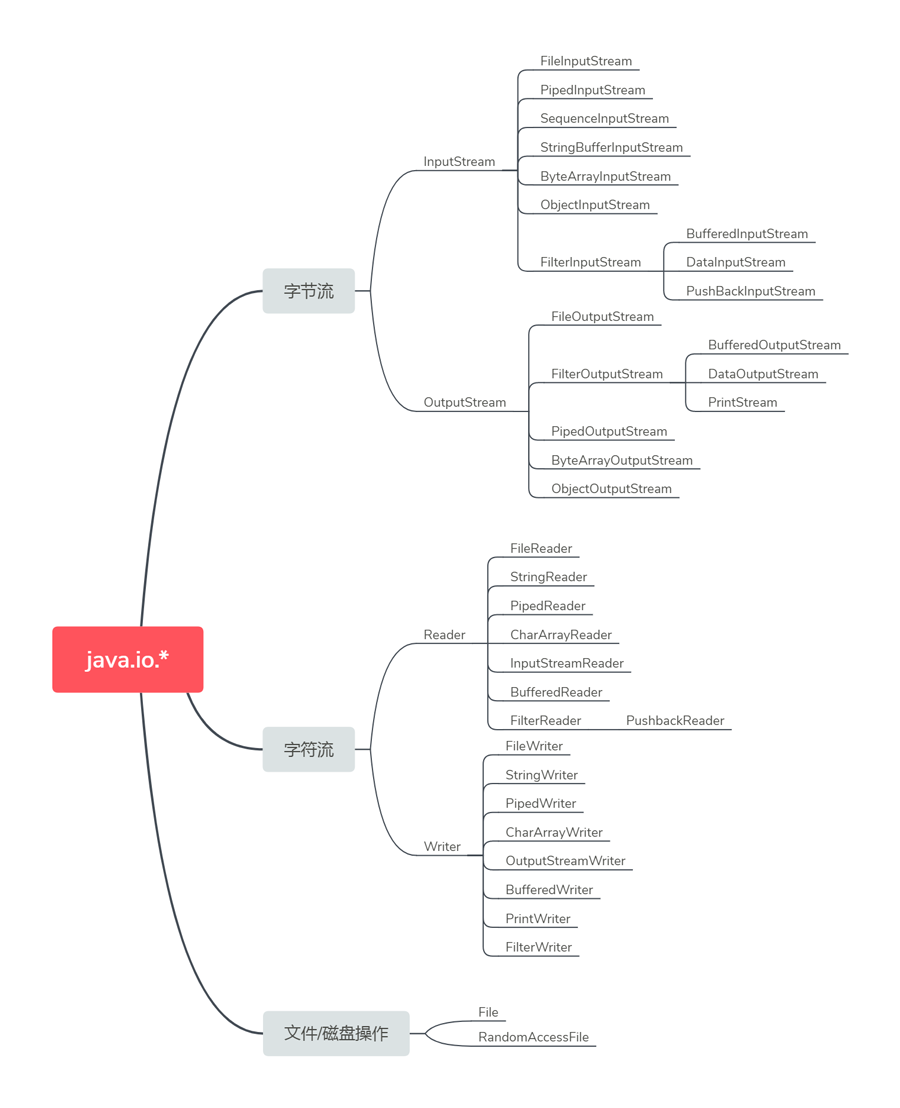 java.io.*
字节流
InputStream
FileInputStream
PipedInputStream
SequenceInputStream
StringBufferInputStream
ByteArrayInputStream
ObjectInputStream
FilterInputStream
BufferedInputStream
DataInputStream
PushBackInputStream
OutputStream
FileOutputStream
FilterOutputStream
BufferedOutputStream
DataOutputStream
PrintStream
PipedOutputStream
ByteArrayOutputStream
ObjectOutputStream
字符流
Reader
FileReader
StringReader
PipedReader
CharArrayReader
InputStreamReader
BufferedReader
FilterReader
PushbackReader
Writer
FileWriter
StringWriter
PipedWriter
CharArrayWriter
OutputStreamWriter
BufferedWriter
PrintWriter
FilterWriter
文件/磁盘操作
File
RandomAccessFile